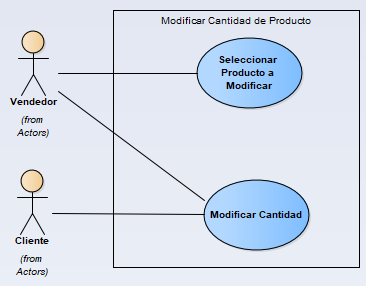 Modificar Cantidad de Producto
Seleccionar
Producto a
Modificar
Vendedor
(from
Actors)
Modificar Cantidad
Cliente
(from
Actors)